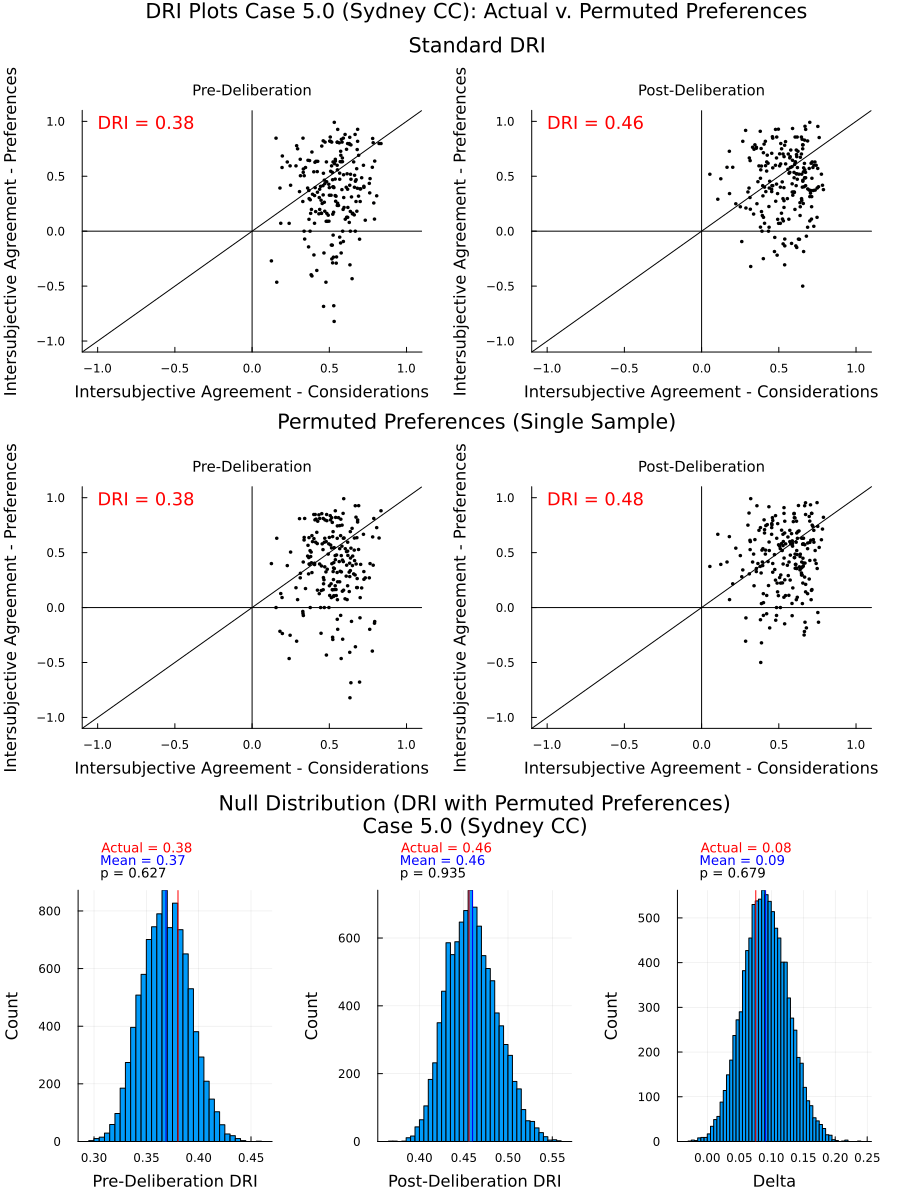 DRI Plots Case 5.0 (Sydney CC): Actual v. Permuted Preferences
Standard DRI
Pre-Deliberation
DRI = 0.38
Intersubjective Agreement - Preferences
1.0
0.5
0.0
−0.5
−1.0
−1.0 −0.5 0.0 0.5 1.0
Intersubjective Agreement - Considerations
Post-Deliberation
DRI = 0.46
Intersubjective Agreement - Preferences
1.0
0.5
0.0
−0.5
−1.0
−1.0 −0.5 0.0 0.5 1.0
Intersubjective Agreement - Considerations
Permuted Preferences (Single Sample)
Pre-Deliberation
DRI = 0.38
Intersubjective Agreement - Preferences
1.0
0.5
0.0
−0.5
−1.0
−1.0 −0.5 0.0 0.5 1.0
Intersubjective Agreement - Considerations
Post-Deliberation
DRI = 0.48
Intersubjective Agreement - Preferences
1.0
0.5
0.0
−0.5
−1.0
−1.0 −0.5 0.0 0.5 1.0
Intersubjective Agreement - Considerations
Null Distribution (DRI with Permuted Preferences)
Case 5.0 (Sydney CC)
Actual = 0.38
Mean = 0.37
p = 0.627
Count
800
600
400
200
0
0.30 0.35 0.40 0.45
Pre-Deliberation DRI
Actual = 0.46
Mean = 0.46
p = 0.935
Count
600
400
200
0
0.40 0.45 0.50 0.55
Post-Deliberation DRI
Actual = 0.08
Mean = 0.09
p = 0.679
Count
500
400
300
200
100
0
0.00 0.05 0.10 0.15 0.20 0.25
Delta